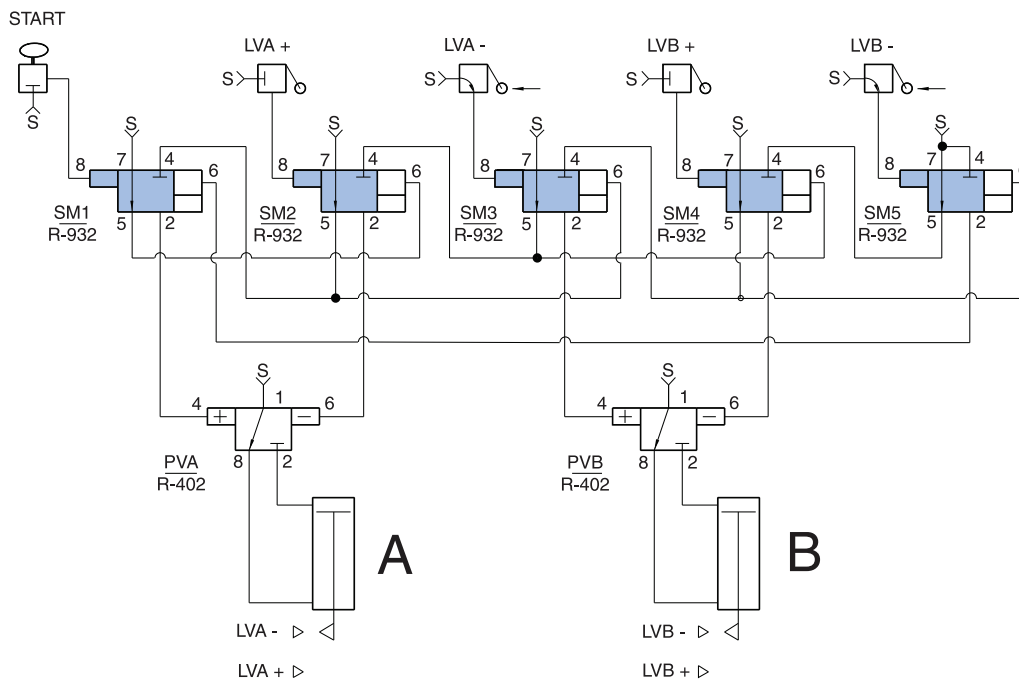 START
LVA + LVA - LVB + LVB -
S S S S
S S S S S S
8 7 4 8 7 4 8 7 4 8 7 4 8 7 4
6 6 6 6
SM1 SM2 SM3 SM4 SM5
R-932 R-932 R-932 R-932 R-932
5 2 5 2 5 2 5 2 5 2
S S
4 1 6 4 1 6
+ - + -
PVA 8 2 PVB 8 2
R-402 R-402
A B
LVA - LVB -
LVA + LVB +